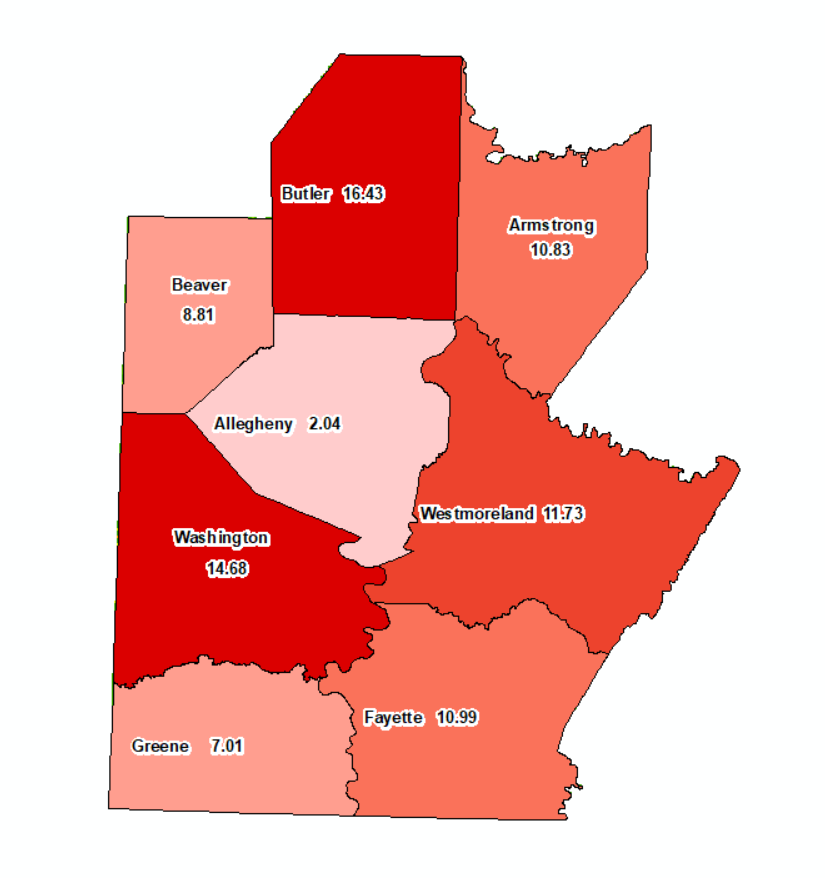 Butler 16.43
Armstrong
10.83
Beaver
8.81
Allegheny 2.04
Westmoreland 11.73
Washington
14.68
Fayette 10.99
Greene 7.01